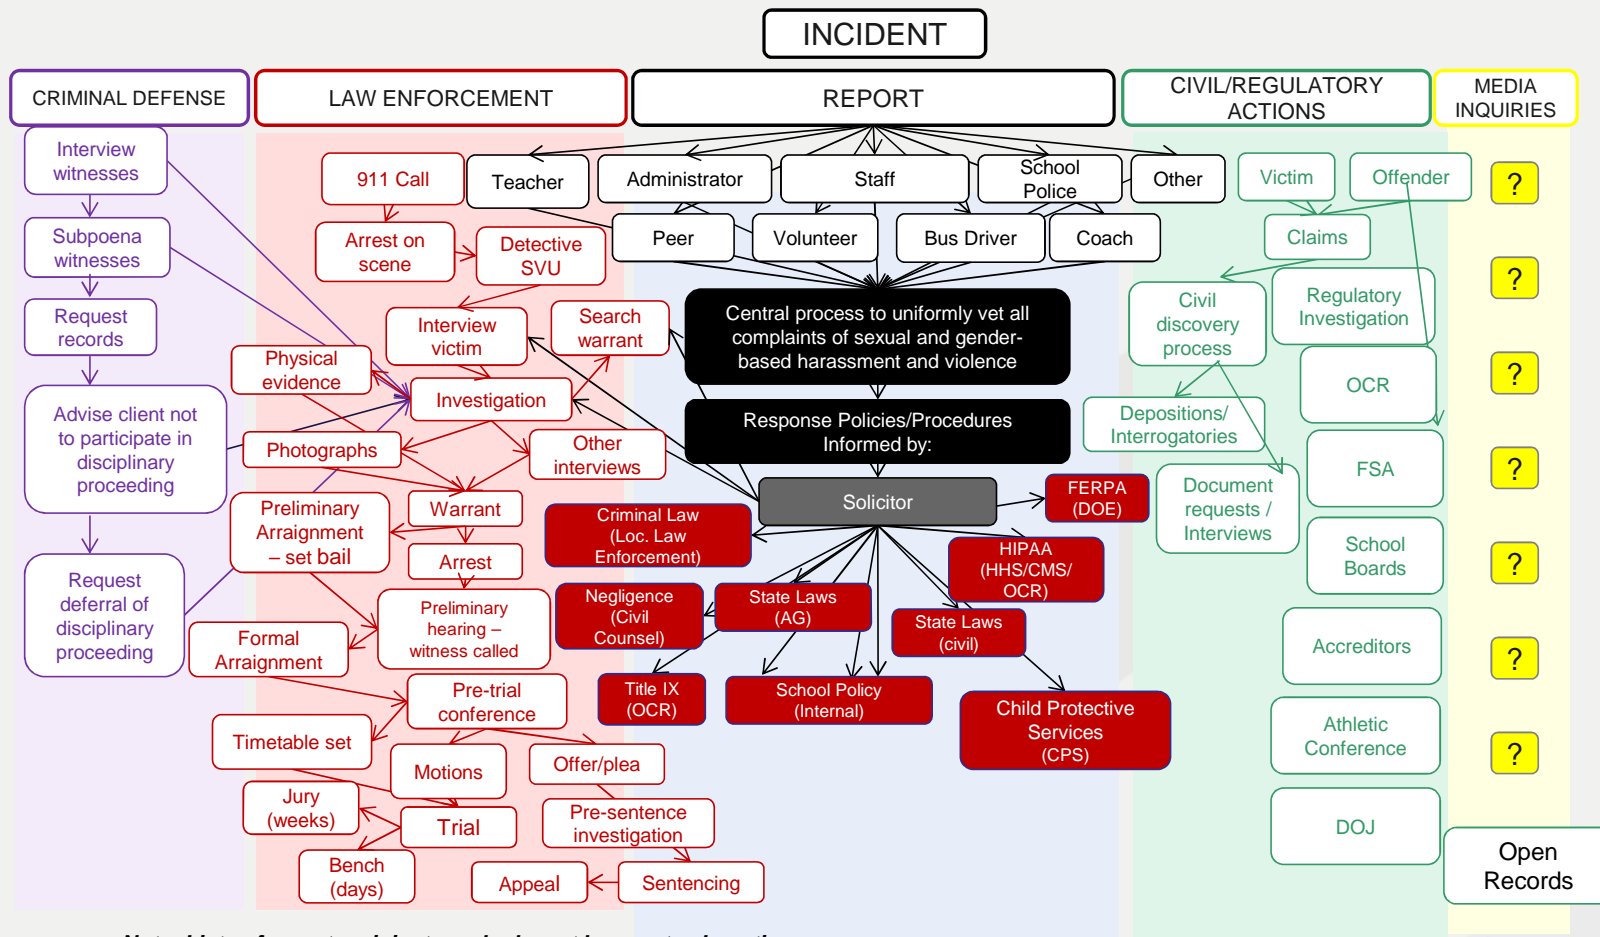 INCIDENT
CRIMINAL DEFENSE
LAW ENFORCEMENT
REPORT
CIVIL/REGULATORY
ACTIONS
MEDIA
INQUIRIES
Interview
witnesses
Subpoena
witnesses
Request
records
Advise client not
to participate in
disciplinary
proceeding
Request
deferral of
disciplinary
proceeding
911 Call
Arrest on
scene
Detective
SVU
Interview
victim
Search
warrant
Physical
evidence
Investigation
Photographs
Other
interviews
Warrant
Preliminary
Arraignment
– set bail
Arrest
Preliminary
hearing –
witness called
Formal
Arraignment
Pre-trial
conference
Timetable set
Motions
Offer/plea
Jury
(weeks)
Trial
Pre-sentence
investigation
Bench
(days)
Appeal
Sentencing
Teacher
Administrator
Staff
School
Police
Other
Peer
Volunteer
Bus Driver
Coach
Central process to uniformly vet all
complaints of sexual and gender-
based harassment and violence
Response Policies/Procedures
Informed by:
Solicitor
FERPA
(DOE)
Criminal Law
(Loc. Law
Enforcement)
HIPAA
(HHS/CMS/
OCR)
Negligence
(Civil
Counsel)
State Laws
(AG)
State Laws
(civil)
Title IX
(OCR)
School Policy
(Internal)
Child Protective
Services
(CPS)
Victim
Offender
Claims
Civil
discovery
process
Regulatory
Investigation
OCR
Depositions/
Interrogatories
FSA
Document
requests /
Interviews
School
Boards
Accreditors
Athletic
Conference
DOJ
?
?
?
?
?
?
?
Open
Records